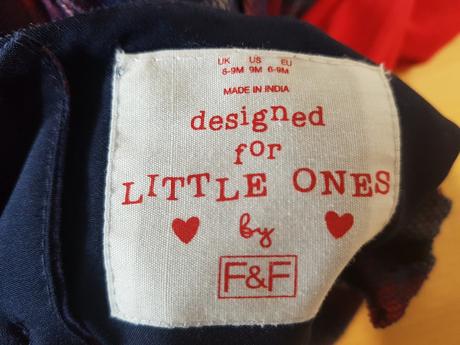 UK US EU
6-9M 9M 6-9M
MADE IN INDIA
designed
for
LITTLE ONES
by
F&F